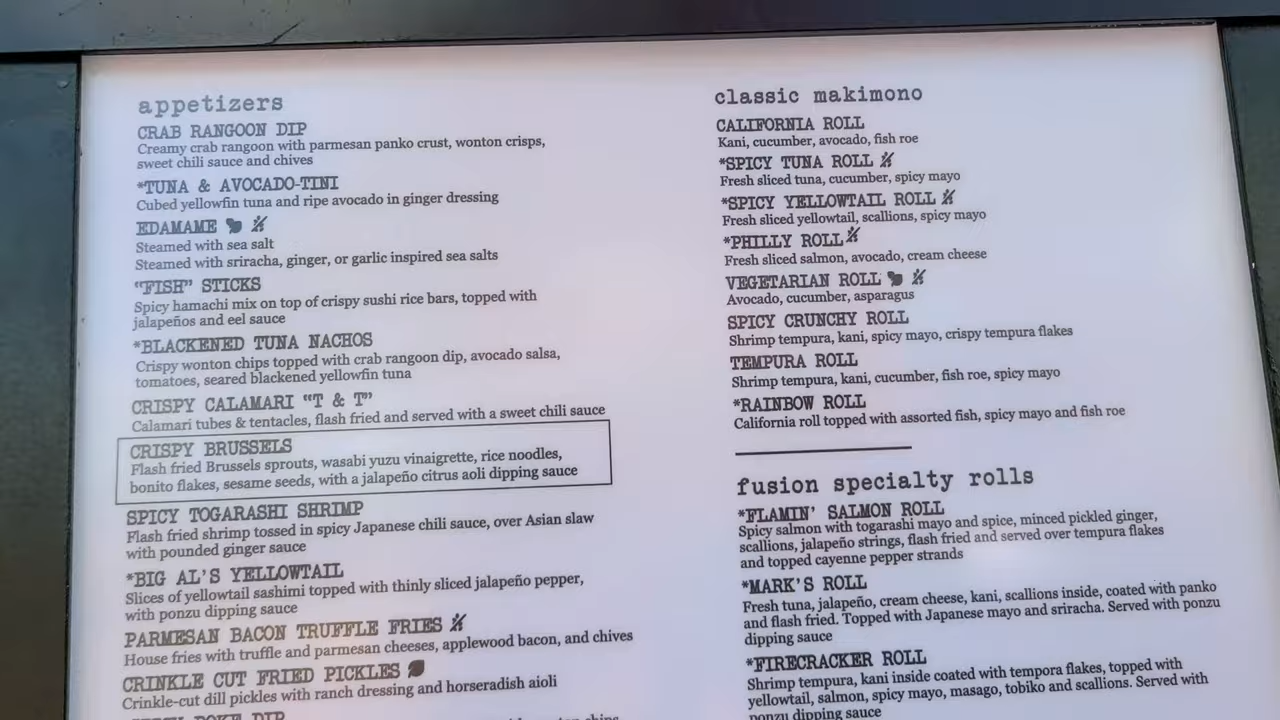 appetizers
CRAB RANGOON DIP
Creamy crab rangoon with parmesan panko crust, wonton crisps,
sweet chili sauce and chives
*TUNA & AVOCADO-TINI
Cubed yellowfin tuna and ripe avocado in ginger dressing
EDAMAME
Steamed with sea salt
Steamed with sriracha, ginger, or garlic inspired sea salts
"FISH" STICKS
Spicy hamachi mix on top of crispy sushi rice bars, topped with
jalapeños and eel sauce
*BLACKENED TUNA NACHOS
Crispy wonton chips topped with crab rangoon dip, avocado salsa,
tomatoes, seared blackened yellowfin tuna
CRISPY CALAMARI "T & T"
Calamari tubes & tentacles, flash fried and served with a sweet chili sauce
CRISPY BRUSSELS
Flash fried Brussels sprouts, wasabi yuzu vinaigrette, rice noodles,
bonito flakes, sesame seeds, with a jalapeño citrus aoli dipping sauce
SPICY TOGARASHI SHRIMP
Flash fried shrimp tossed in spicy Japanese chili sauce, over Asian slaw
with pounded ginger sauce
*BIG AL'S YELLOWTAIL
Slices of yellowtail sashimi topped with thinly sliced jalapeño pepper,
with ponzu dipping sauce
PARMESAN BACON TRUFFLE FRIES
House fries with truffle and parmesan cheeses, applewood bacon, and chives
CRINKLE CUT FRIED PICKLES
Crinkle-cut dill pickles with ranch dressing and horseradish aioli
DIP
classic makimono
CALIFORNIA ROLL
Kani, cucumber, avocado, fish roe
*SPICY TUNA ROLL
Fresh sliced tuna, cucumber, spicy mayo
*SPICY YELLOWTAIL ROLL
Fresh sliced yellowtail, scallions, spicy mayo
*PHILLY ROLL
Fresh sliced salmon, avocado, cream cheese
VEGETARIAN ROLL
Avocado, cucumber, asparagus
SPICY CRUNCHY ROLL
Shrimp tempura, kani, spicy mayo, crispy tempura flakes
TEMPURA ROLL
Shrimp tempura, kani, cucumber, fish roe, spicy mayo
*RAINBOW ROLL
California roll topped with assorted fish, spicy mayo and fish roe
fusion specialty rolls
*FLAMIN' SALMON ROLL
Spicy salmon with togarashi mayo and spice, minced pickled ginger,
scallions, jalapeño strings, flash fried and served over tempura flakes
and topped cayenne pepper strands
*MARK'S ROLL
Fresh tuna, jalapeño, cream cheese, kani, scallions inside, coated with panko
and flash fried. Topped with Japanese mayo and sriracha. Served with ponzu
dipping sauce
*FIRECRACKER ROLL
Shrimp tempura, kani inside coated with tempora flakes, topped with
yellowtail, salmon, spicy mayo, masago, tobiko and scallions. Served with
ponzu dipping sauce